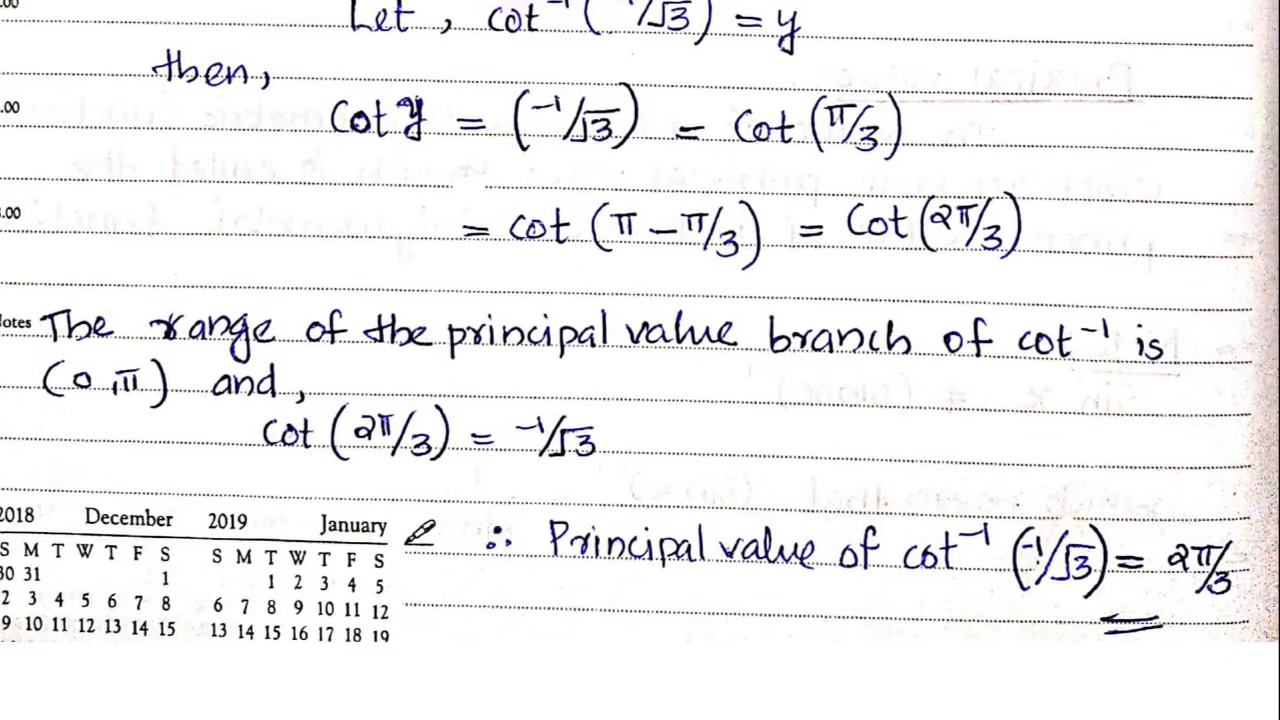 Let, cot⁻¹(⁻¹/√3) = y
then,
.00
Cot y = (⁻¹/√3) = Cot(π/3)
.00
= cot (π – π/3) = Cot(2π/3)
Notes The range of the principal value branch of cot⁻¹ is
(0,π) and,
cot (2π/3) = ⁻¹/√3
∴ Principal value of cot⁻¹ (⁻¹/√3) = 2π/3
2018 December 2019 January
S M T W T F S S M T W T F S
30 31 1 1 2 3 4 5
2 3 4 5 6 7 8 6 7 8 9 10 11 12
9 10 11 12 13 14 15 13 14 15 16 17 18 19